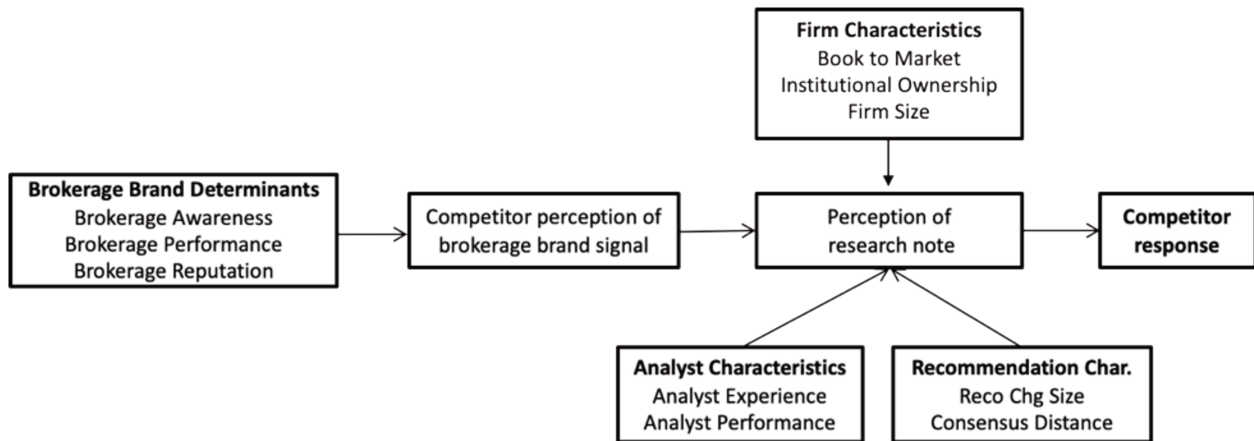 Firm Characteristics
Book to Market
Institutional Ownership
Firm Size
Brokerage Brand Determinants
Brokerage Awareness
Brokerage Performance
Brokerage Reputation
Competitor perception of
brokerage brand signal
Perception of
research note
Competitor
response
Analyst Characteristics
Analyst Experience
Analyst Performance
Recommendation Char.
Reco Chg Size
Consensus Distance